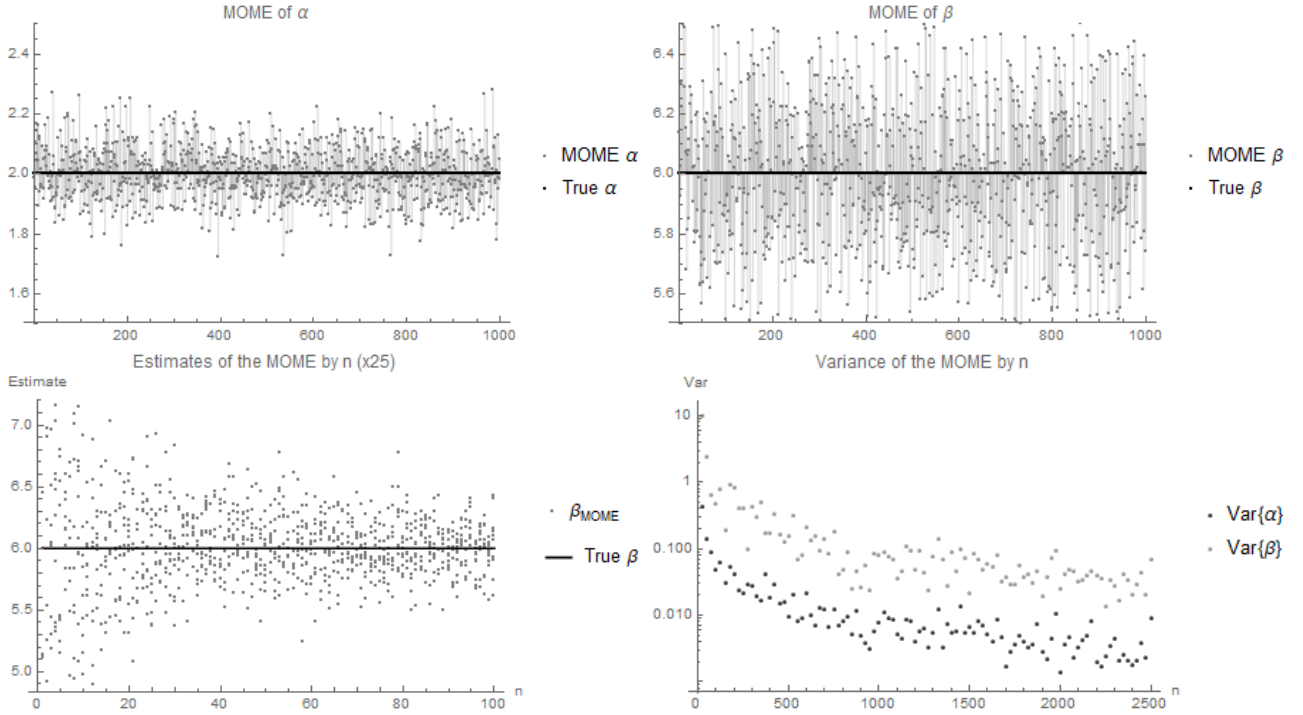 MOME of α
2.4
2.2
2.0
1.8
1.6
200
400
600
800
1000
MOME α
True α
MOME of β
6.4
6.2
6.0
5.8
5.6
200
400
600
800
1000
MOME β
True β
Estimates of the MOME by n (x25)
Estimate
7.0
6.5
6.0
5.5
5.0
0
20
40
60
80
100
n
βMOME
True β
Variance of the MOME by n
Var
10
1
0.100
0.010
0
500
1000
1500
2000
2500
n
Var{α}
Var{β}